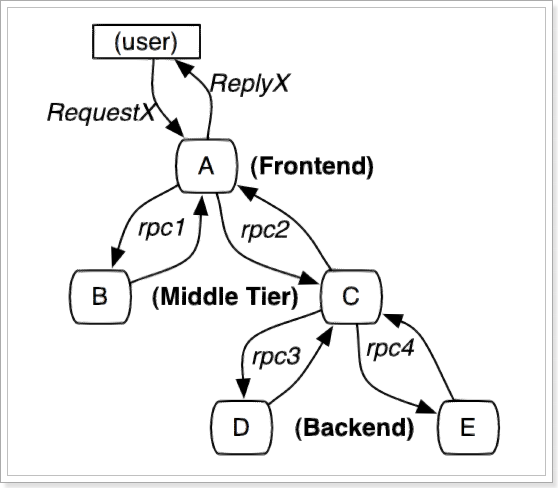 (user)
ReplyX
RequestX
A (Frontend)
rpc1 rpc2
B (Middle Tier) C
rpc3 rpc4
D (Backend) E